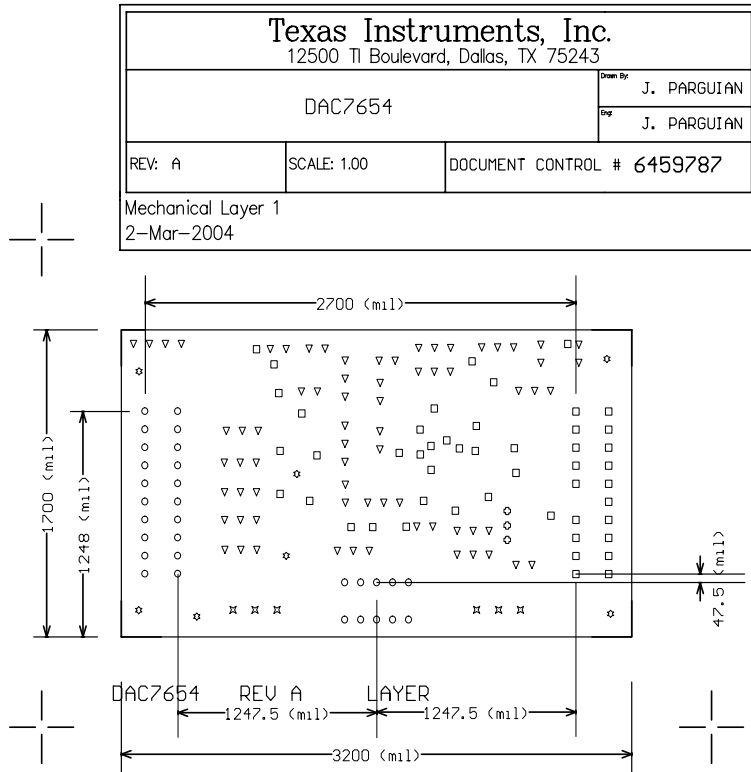 Texas Instruments, Inc.
12500 TI Boulevard, Dallas, TX 75243
DAC7654
Drawn By:
J. PARGUIAN
Eng:
J. PARGUIAN
REV: A
SCALE: 1.00
DOCUMENT CONTROL # 6459787
Mechanical Layer 1
2-Mar-2004
2700 (mil)
1700 (mil)
1248 (mil)
47.5 (mil)
DAC7654 REV A LAYER
1247.5 (mil)
1247.5 (mil)
3200 (mil)